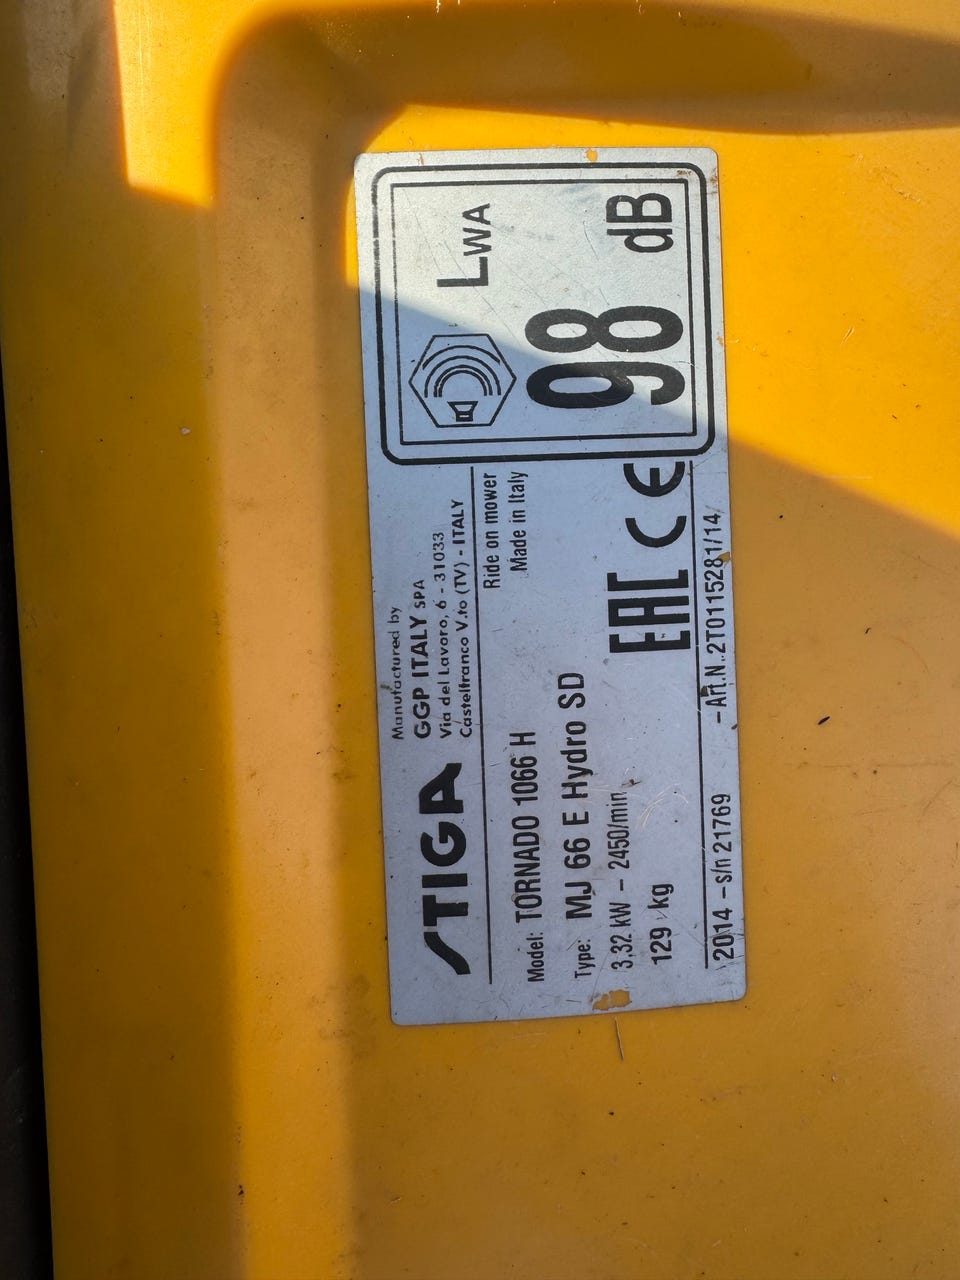 STIGA
Manufactured by
GGP ITALY SPA
Via del Lavoro, 6 - 31033
Castelfranco V.to (TV) - ITALY
LWA
98 dB
Model: TORNADO 1066 H
Ride on mower
Made in Italy
Type: MJ 66 E Hydro SD
3,32 kW – 2450/min
129 kg
EAC CE
2014 – s/n 21769 – Art.N. 2T0115281/14